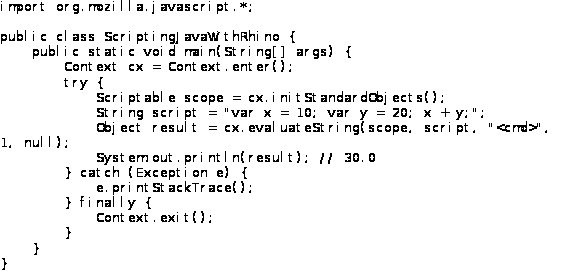 import org.mozilla.javascript.*;

public class ScriptingJavaWithRhino {
    public static void main(String[] args) {
        Context cx = Context.enter();
        try {
            Scriptable scope = cx.initStandardObjects();
            String script = "var x = 10; var y = 20; x + y;";
            Object result = cx.evaluateString(scope, script, "<cmd>",
1, null);
            System.out.println(result); // 30.0
        } catch (Exception e) {
            e.printStackTrace();
        } finally {
            Context.exit();
        }
    }
}